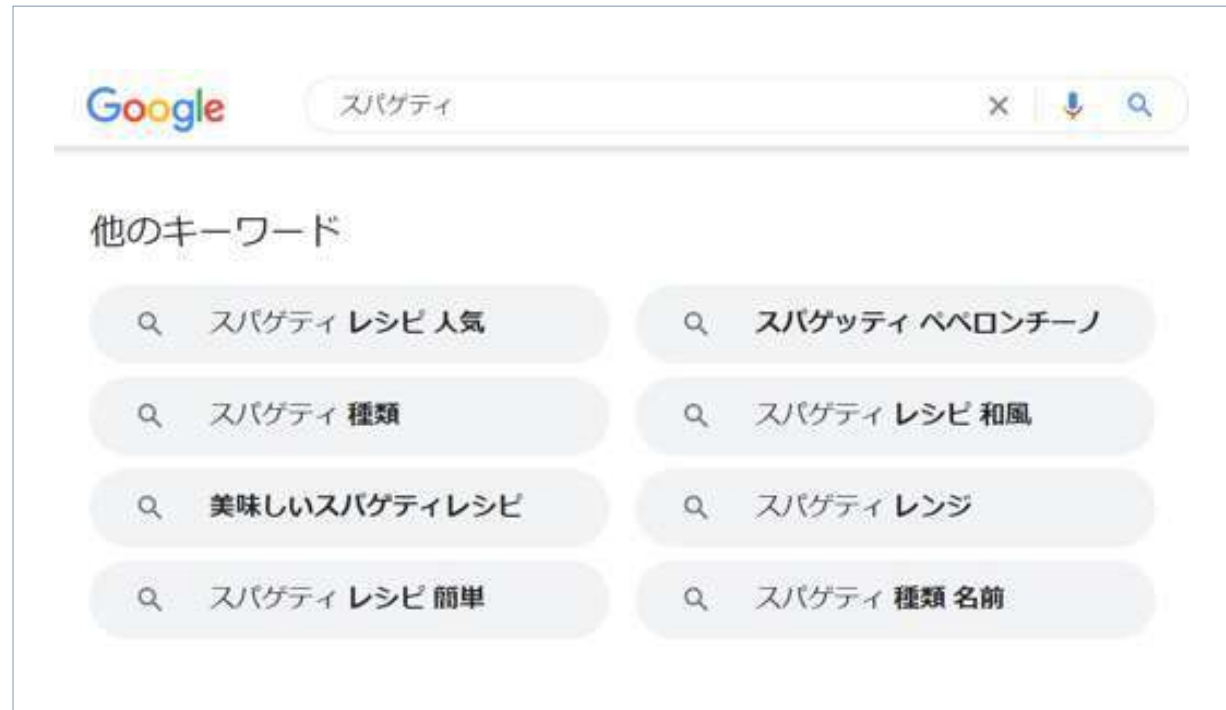 Google
スパゲティ
他のキーワード
スパゲティ レシピ 人気
スパゲッティ ペペロンチーノ
スパゲティ 種類
スパゲティ レシピ 和風
美味しいスパゲティレシピ
スパゲティ レンジ
スパゲティ レシピ 簡単
スパゲティ 種類 名前